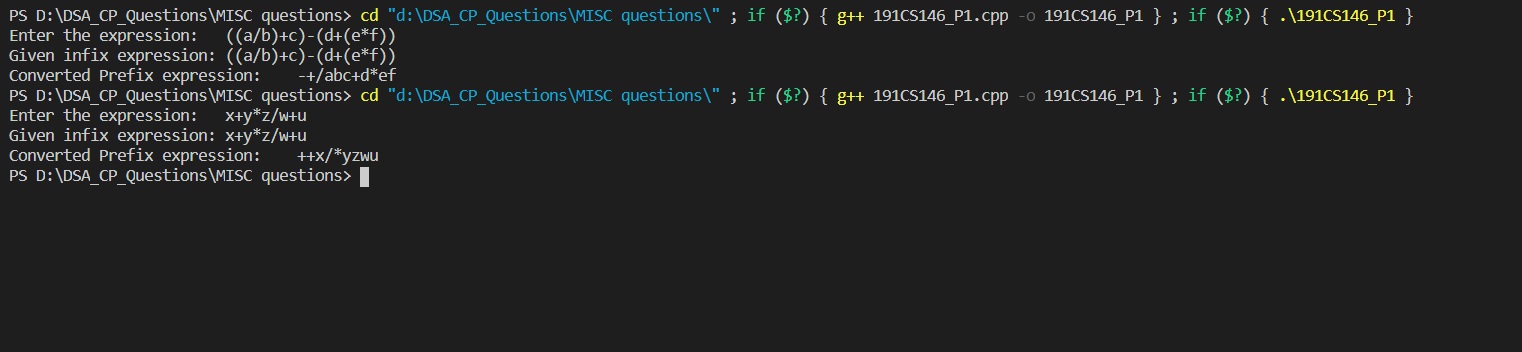 PS D:\DSA_CP_Questions\MISC questions> cd "d:\DSA_CP_Questions\MISC questions\" ; if ($?) { g++ 191CS146_P1.cpp -o 191CS146_P1 } ; if ($?) { .\191CS146_P1 }
Enter the expression:   ((a/b)+c)-(d+(e*f))
Given infix expression: ((a/b)+c)-(d+(e*f))
Converted Prefix expression:    -+/abc+d*ef
PS D:\DSA_CP_Questions\MISC questions> cd "d:\DSA_CP_Questions\MISC questions\" ; if ($?) { g++ 191CS146_P1.cpp -o 191CS146_P1 } ; if ($?) { .\191CS146_P1 }
Enter the expression:   x+y*z/w+u
Given infix expression: x+y*z/w+u
Converted Prefix expression:    ++x/*yzwu
PS D:\DSA_CP_Questions\MISC questions>